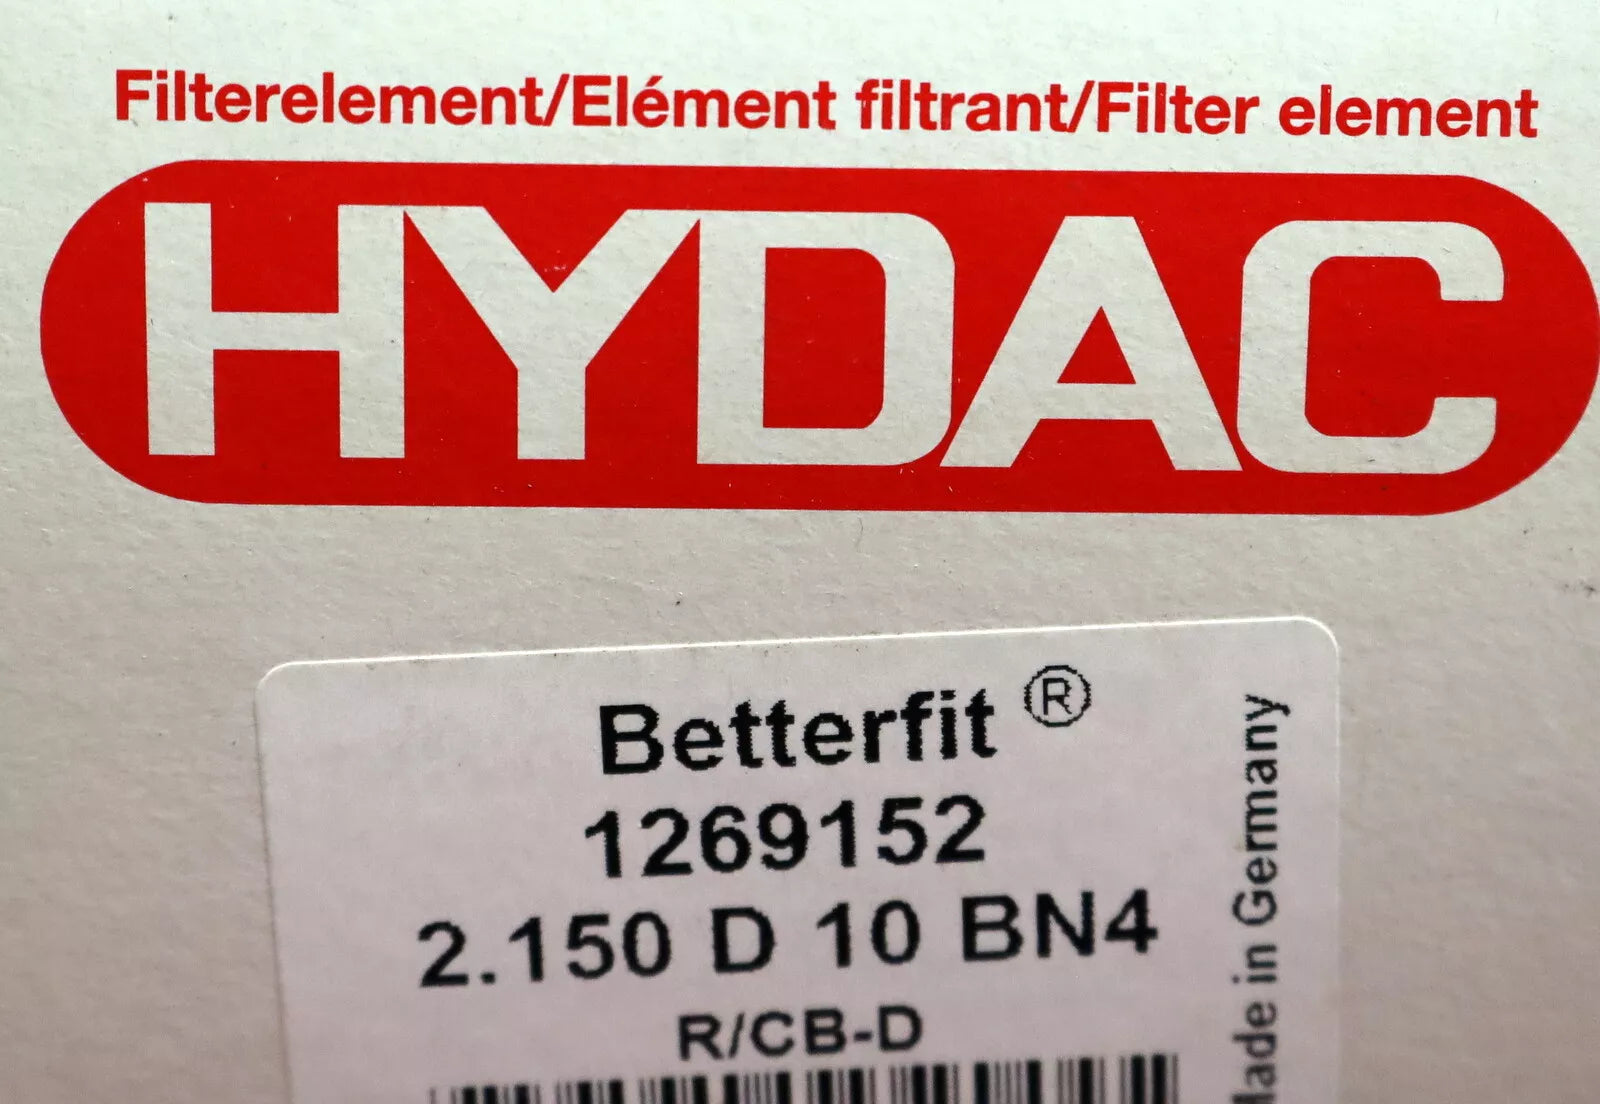 Filterelement/Elément filtrant/Filter element
HYDAC
Betterfit ®
1269152
2.150 D 10 BN4
R/CB-D
Made in Germany